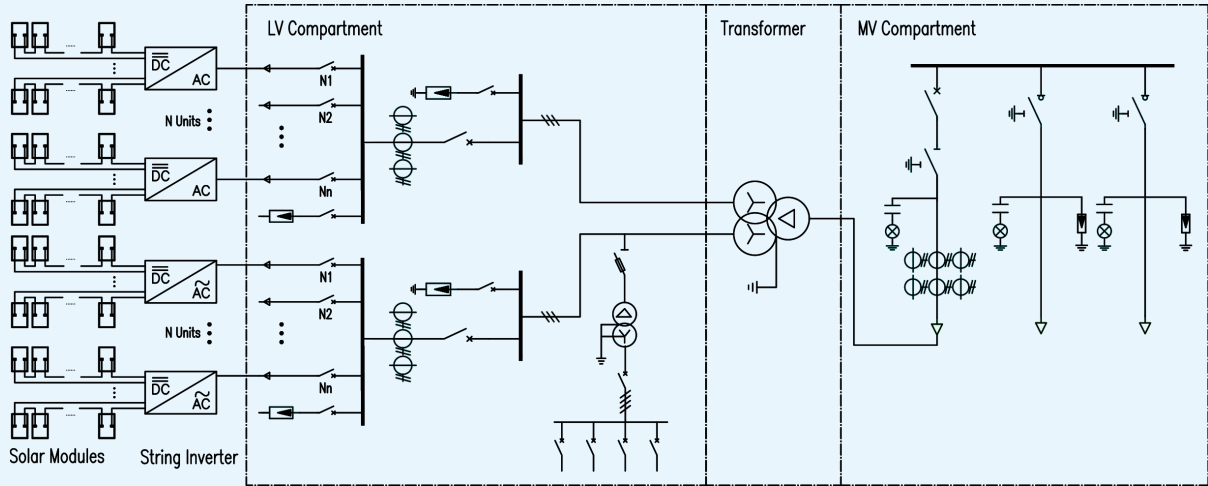 LV Compartment
Transformer
MV Compartment
DC
AC
N1
N2
N Units
DC
AC
Nn
DC
AC
N1
N2
N Units
DC
AC
Nn
Solar Modules
String Inverter